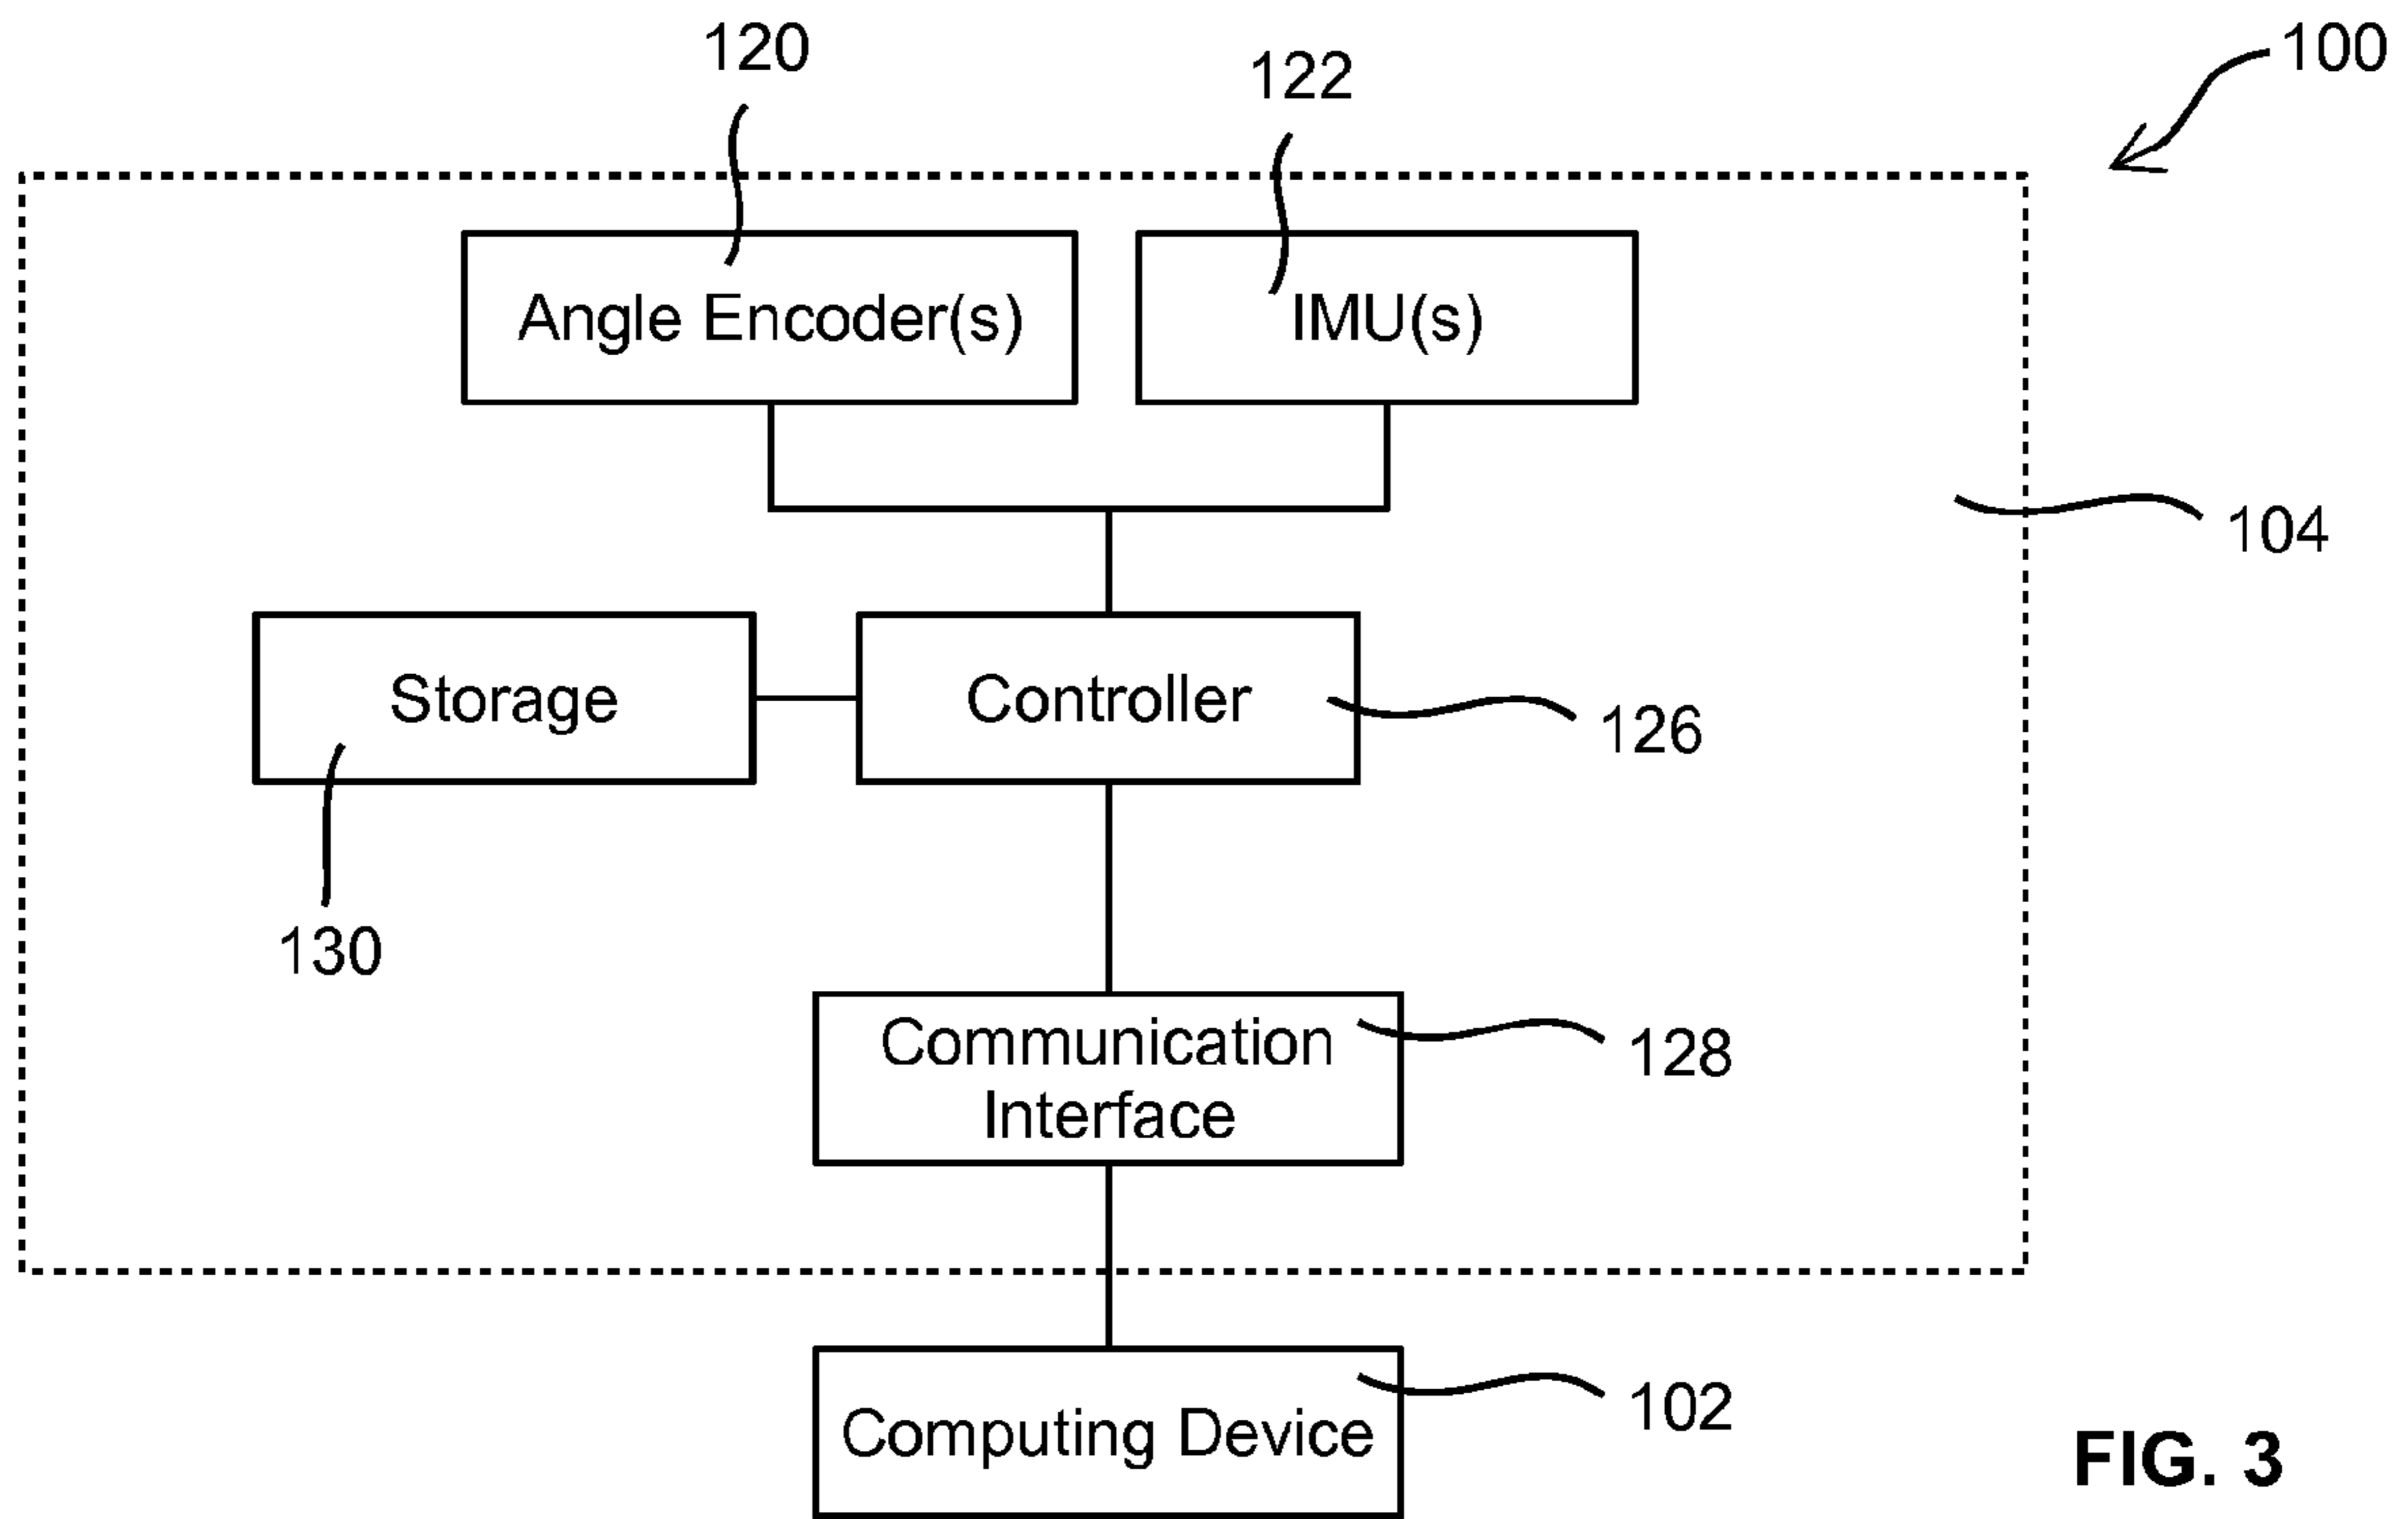 120
122
100
Angle Encoder(s)
IMU(s)
104
Storage
Controller
126
130
Communication
Interface
128
Computing Device
102
FIG. 3